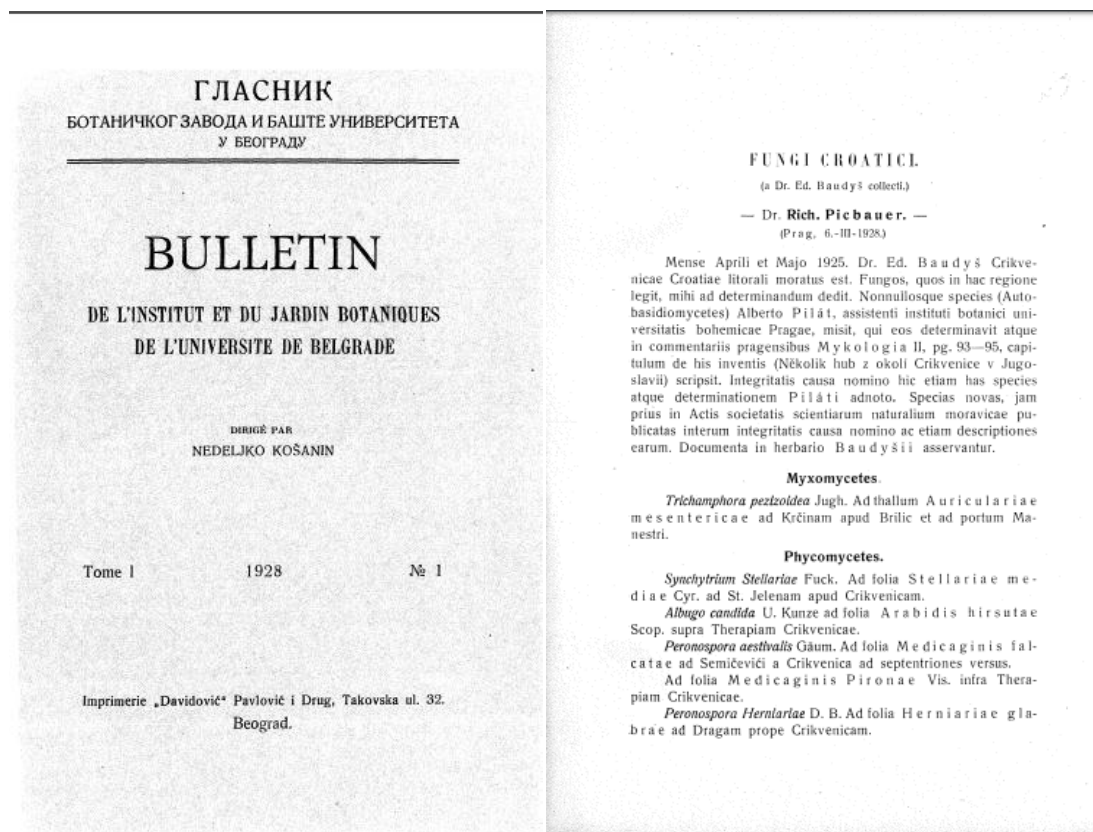 ГЛАСНИК
БОТАНИЧКОГ ЗАВОДА И БАШТЕ УНИВЕРСИТЕТА
У БЕОГРАДУ
BULLETIN
DE L'INSTITUT ET DU JARDIN BOTANIQUES
DE L'UNIVERSITE DE BELGRADE
DIRIGÉ PAR
NEDELJKO KOŠANIN
Tome I 1928 № 1
Imprimerie „Davidović“ Pavlović i Drug, Takovska ul. 32.
Beograd.
FUNGI CROATICI.
(a Dr. Ed. Baudyš collecti.)
— Dr. Rich. Picbauer. —
(Prag, 6.-III-1928.)
Mense Aprili et Majo 1925. Dr. Ed. Baudyš Crikve-
nicae Croatiae litorali moratus est. Fungos, quos in hac regione
legit, mihi ad determinandum dedit. Nonnullosque species (Auto-
basidiomycetes) Alberto Pilát, assistenti instituti botanici uni-
versitatis bohemicae Pragae, misit, qui eos determinavit atque
in commentariis pragensibus Mykologia II, pg. 93—95, capi-
tulum de his inventis (Několik hub z okolí Crikvenice v Jugo-
slavii) scripsit. Integritatis causa nomino hic etiam has species
atque determinationem Piláti adnoto. Specias novas, jam
prius in Actis societatis scientiarum naturalium moravicae pu-
blicatas interum integritatis causa nomino ac etiam descriptiones
earum. Documenta in herbario Baudyšii asservantur.
Myxomycetes.
Trichamphora pezizoidea Jugh. Ad thallum Auriculariae
mesentericae ad Krčinam apud Brilic et ad portum Ma-
nestri.
Phycomycetes.
Synchytrium Stellariae Fuck. Ad folia Stellariae me-
diae Cyr. ad St. Jelenam apud Crikvenicam.
Albugo candida U. Kunze ad folia Arabidis hirsutae
Scop. supra Therapiam Crikvenicae.
Peronospora aestivalis Gäum. Ad folia Medicaginis fal-
catae ad Semičevići a Crikvenica ad septentriones versus.
Ad folia Medicaginis Pironae Vis. infra Thera-
piam Crikvenicae.
Peronospora Herniariae D. B. Ad folia Herniariae gla-
brae ad Dragam prope Crikvenicam.